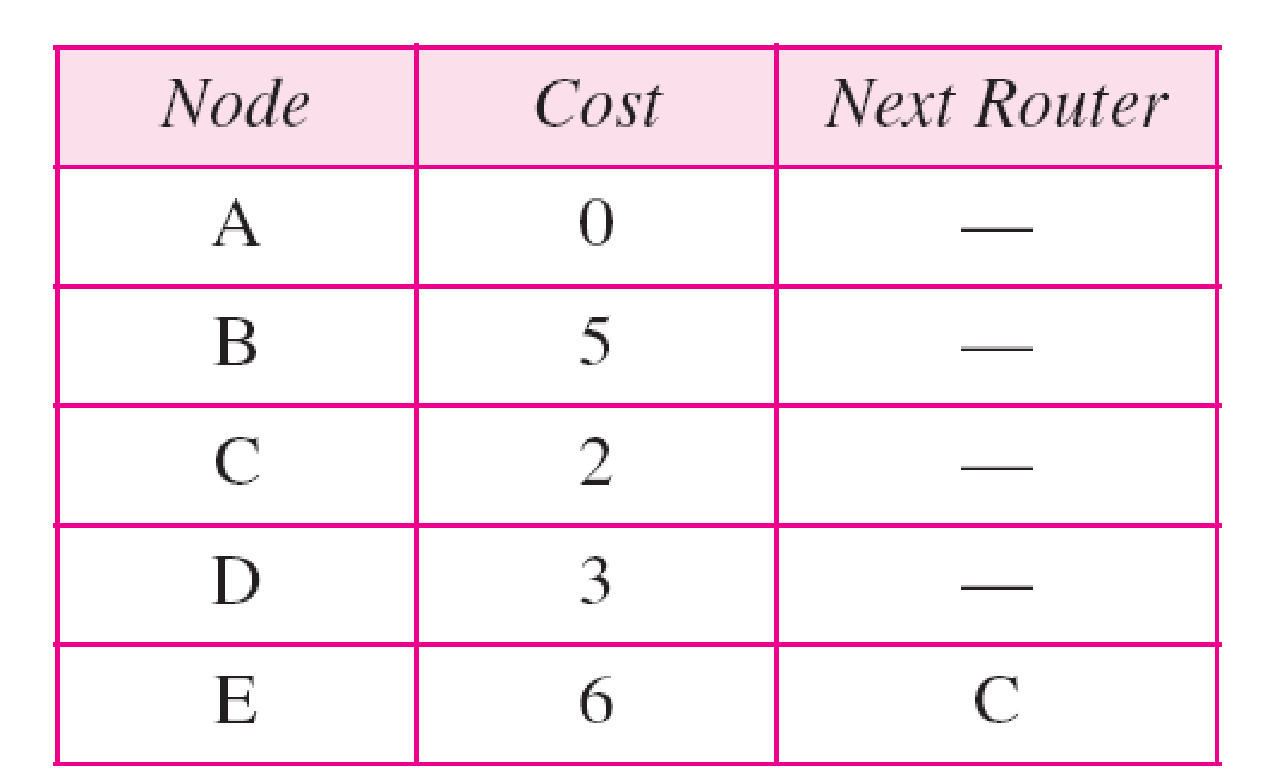 Node Cost Next Router
A 0 —
B 5 —
C 2 —
D 3 —
E 6 C